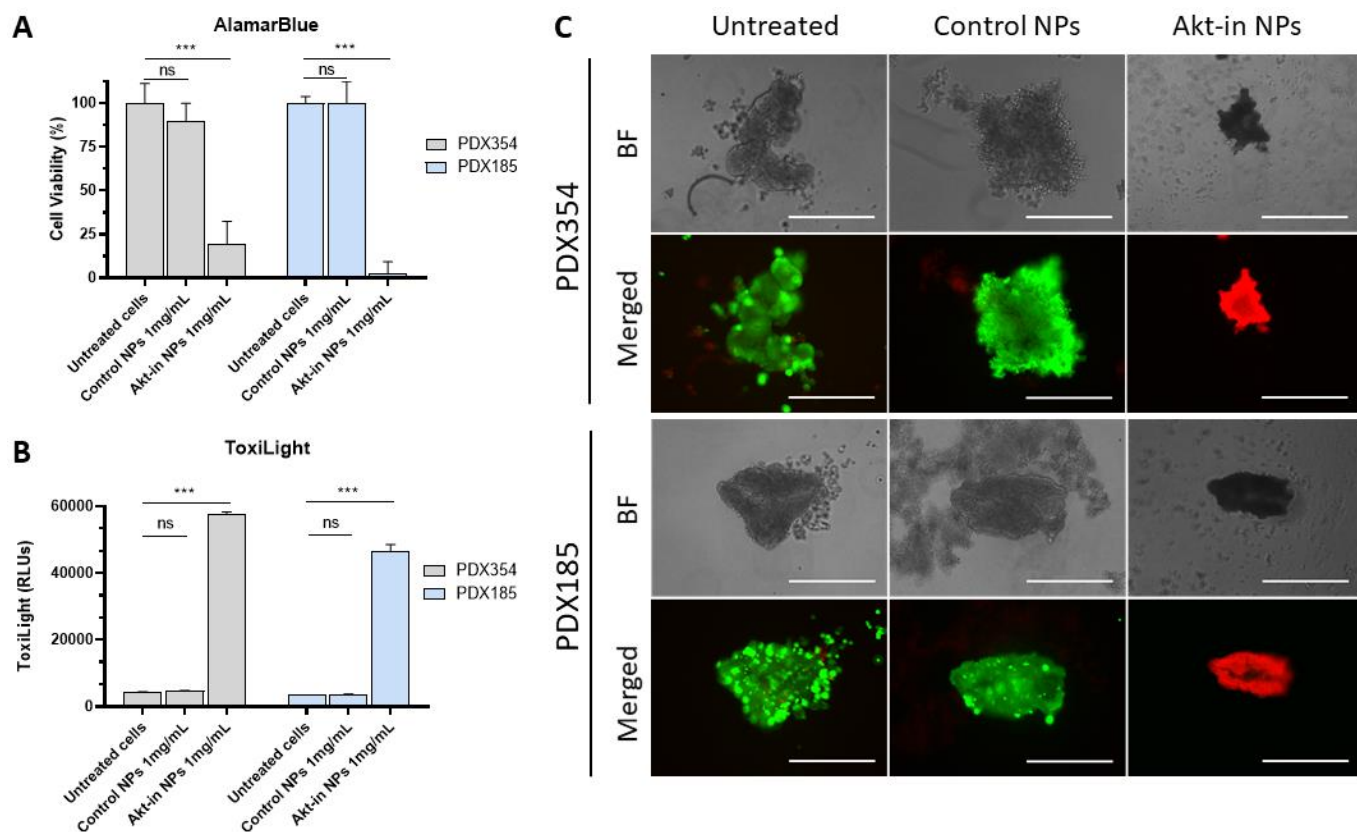 A
AlamarBlue
***
***
ns
ns
Cell Viability (%)
100
75
50
25
0
PDX354
PDX185
Untreated cells
Control NPs 1mg/mL
Akt-in NPs 1mg/mL
Untreated cells
Control NPs 1mg/mL
Akt-in NPs 1mg/mL
B
ToxiLight
***
***
ns
ns
ToxiLight (RLUs)
60000
40000
20000
0
PDX354
PDX185
Untreated cells
Control NPs 1mg/mL
Akt-in NPs 1mg/mL
Untreated cells
Control NPs 1mg/mL
Akt-in NPs 1mg/mL
C
Untreated
Control NPs
Akt-in NPs
PDX354
BF
Merged
PDX185
BF
Merged